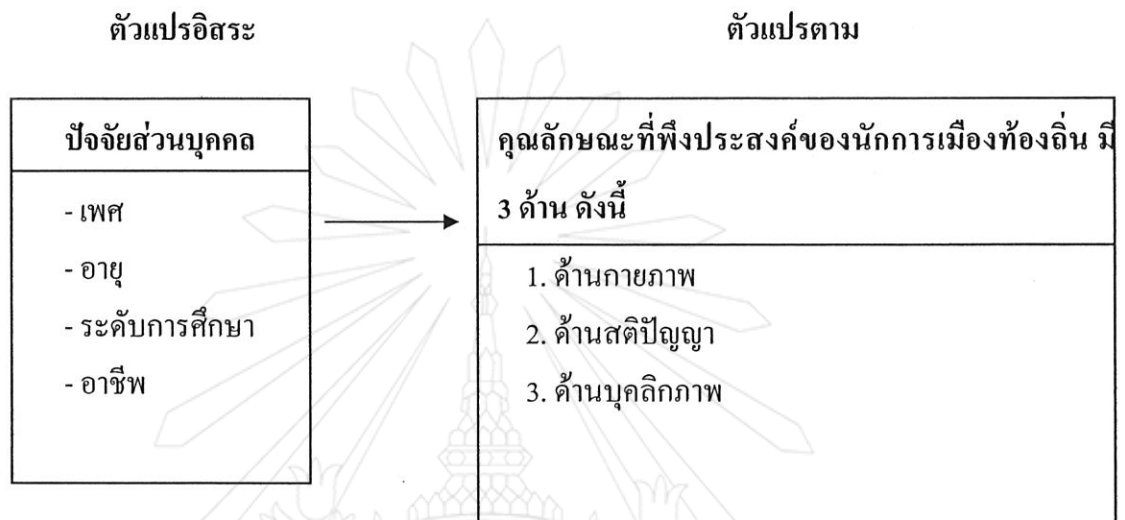 ตัวแปรอิสระ
ตัวแปรตาม
ปัจจัยส่วนบุคคล
- เพศ
- อายุ
- ระดับการศึกษา
- อาชีพ
คุณลักษณะที่พึงประสงค์ของนักการเมืองท้องถิ่น มี
3 ด้าน ดังนี้
1. ด้านกายภาพ
2. ด้านสติปัญญา
3. ด้านบุคลิกภาพ